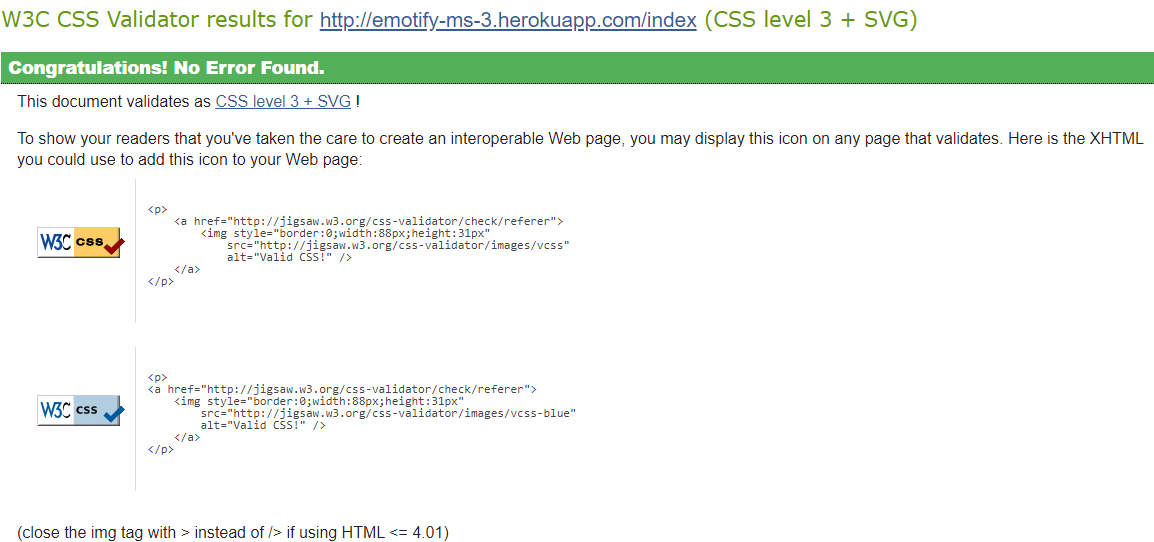 W3C CSS Validator results for http://emotify-ms-3.herokuapp.com/index (CSS level 3 + SVG)
Congratulations! No Error Found.
This document validates as CSS level 3 + SVG !
To show your readers that you've taken the care to create an interoperable Web page, you may display this icon on any page that validates. Here is the XHTML
you could use to add this icon to your Web page:
W3C css
<p>
    <a href="http://jigsaw.w3.org/css-validator/check/referer">
        <img style="border:0;width:88px;height:31px"
            src="http://jigsaw.w3.org/css-validator/images/vcss"
            alt="Valid CSS!" />
    </a>
</p>
W3C css
<p>
<a href="http://jigsaw.w3.org/css-validator/check/referer">
    <img style="border:0;width:88px;height:31px"
        src="http://jigsaw.w3.org/css-validator/images/vcss-blue"
        alt="Valid CSS!" />
    </a>
</p>
(close the img tag with > instead of /> if using HTML <= 4.01)